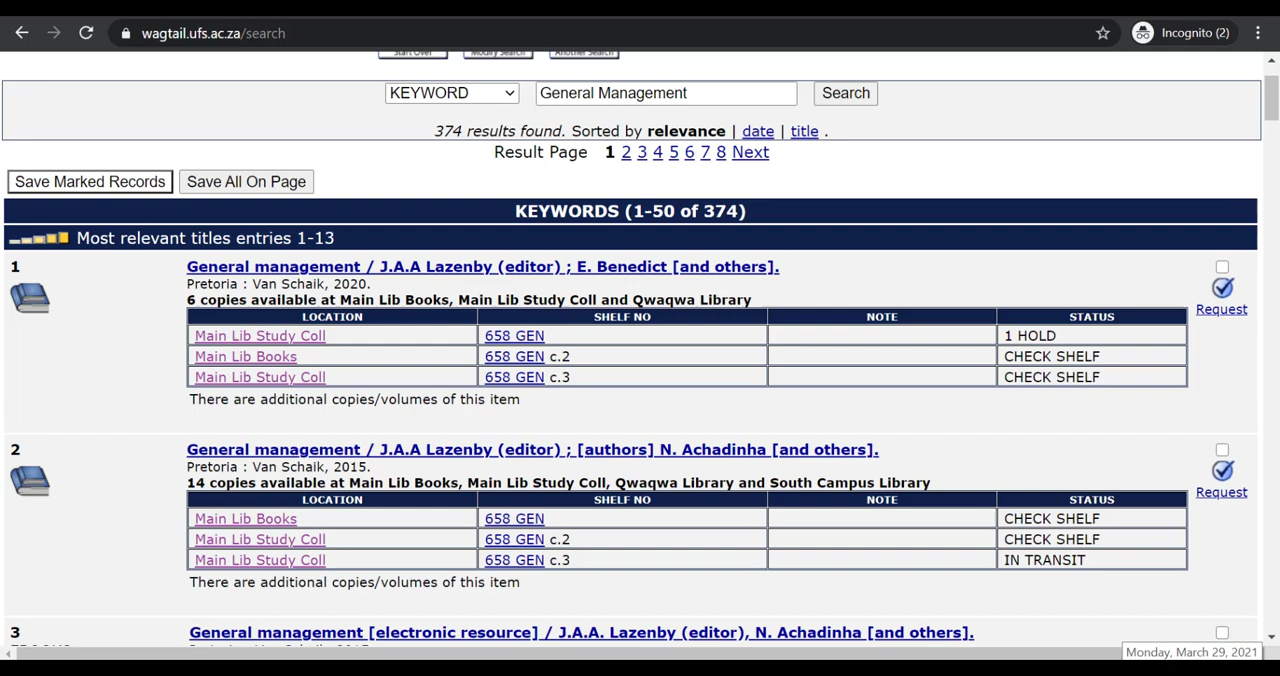 wagtail.ufs.ac.za/search
Incognito (2)
Start Over Modify Search Another Search
KEYWORD General Management Search
374 results found. Sorted by relevance | date | title .
Result Page 1 2 3 4 5 6 7 8 Next
Save Marked Records Save All On Page
KEYWORDS (1-50 of 374)
Most relevant titles entries 1-13
1 General management / J.A.A Lazenby (editor) ; E. Benedict [and others].
Pretoria : Van Schaik, 2020.
6 copies available at Main Lib Books, Main Lib Study Coll and Qwaqwa Library
Request
LOCATION SHELF NO NOTE STATUS
Main Lib Study Coll 658 GEN 1 HOLD
Main Lib Books 658 GEN c.2 CHECK SHELF
Main Lib Study Coll 658 GEN c.3 CHECK SHELF
There are additional copies/volumes of this item
2 General management / J.A.A Lazenby (editor) ; [authors] N. Achadinha [and others].
Pretoria : Van Schaik, 2015.
14 copies available at Main Lib Books, Main Lib Study Coll, Qwaqwa Library and South Campus Library
Request
LOCATION SHELF NO NOTE STATUS
Main Lib Books 658 GEN CHECK SHELF
Main Lib Study Coll 658 GEN c.2 CHECK SHELF
Main Lib Study Coll 658 GEN c.3 IN TRANSIT
There are additional copies/volumes of this item
3 General management [electronic resource] / J.A.A. Lazenby (editor), N. Achadinha [and others].
Monday, March 29, 2021